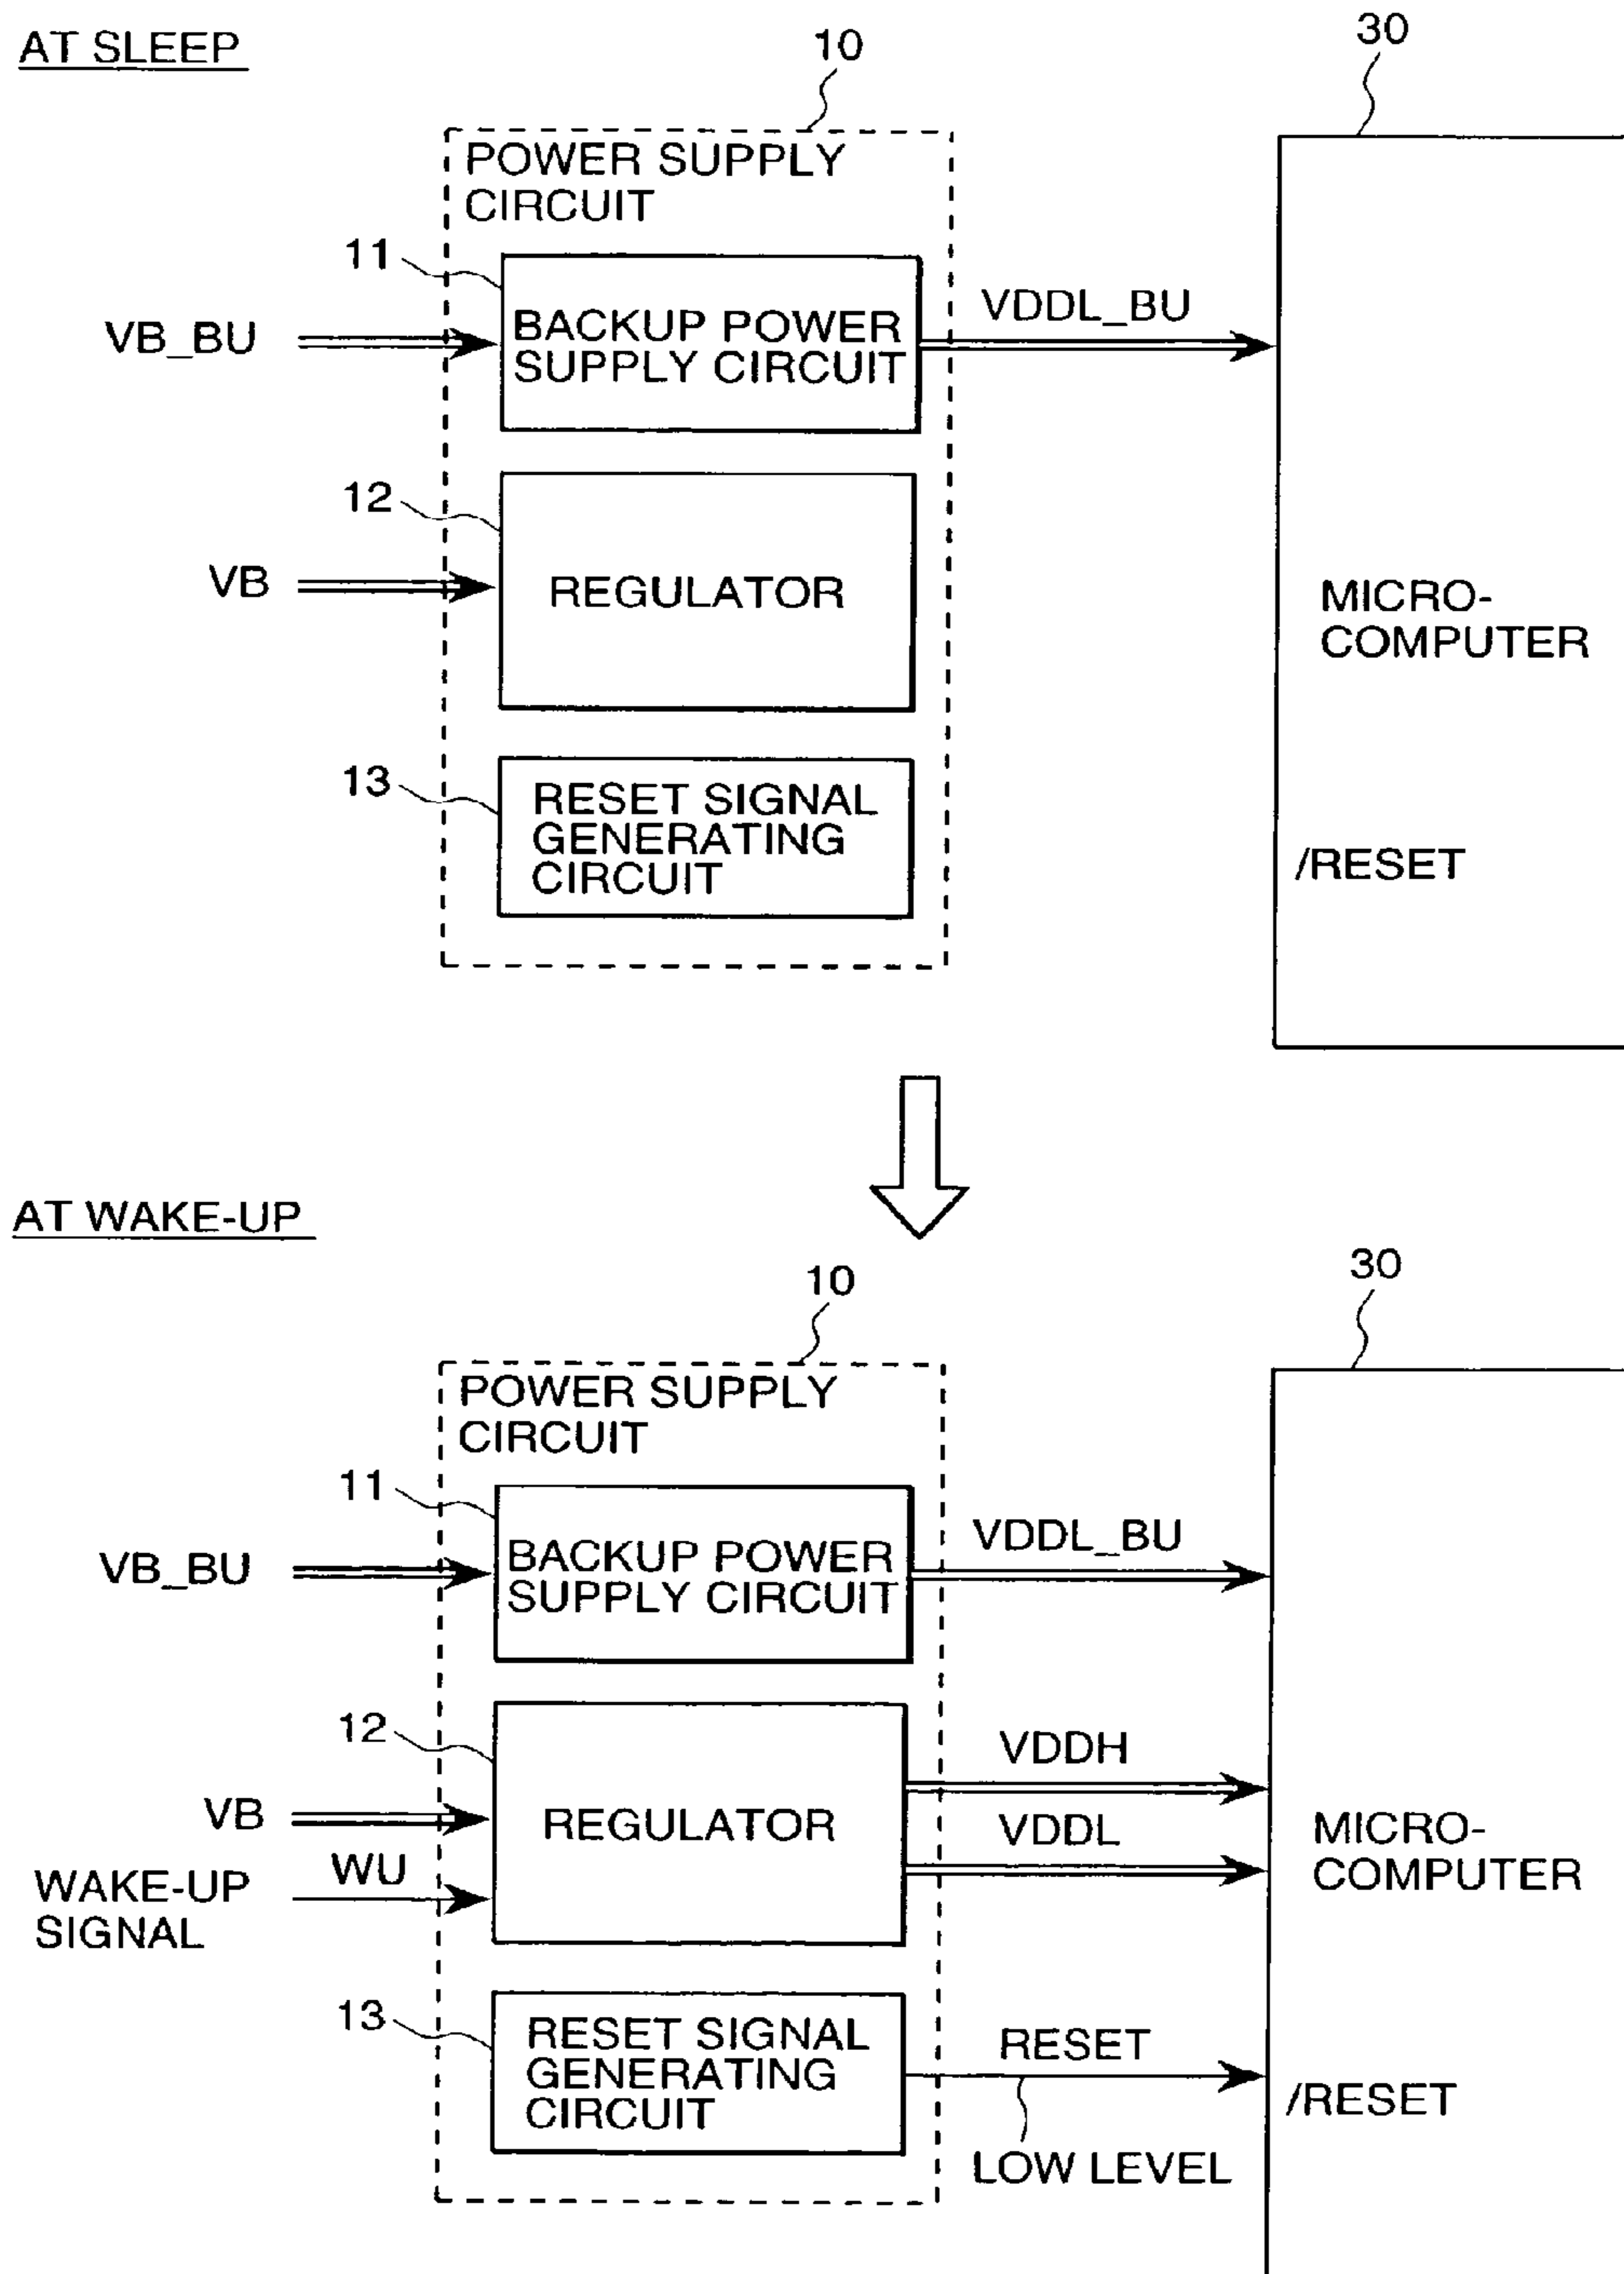 AT SLEEP
10
30
POWER SUPPLY
CIRCUIT
11
VB_BU
BACKUP POWER
SUPPLY CIRCUIT
VDDL_BU
12
VB
REGULATOR
MICRO-
COMPUTER
13
RESET SIGNAL
GENERATING
CIRCUIT
/RESET
AT WAKE-UP
10
30
POWER SUPPLY
CIRCUIT
11
VB_BU
BACKUP POWER
SUPPLY CIRCUIT
VDDL_BU
12
VDDH
VB
REGULATOR
VDDL
MICRO-
COMPUTER
WAKE-UP
SIGNAL
WU
13
RESET SIGNAL
GENERATING
CIRCUIT
RESET
/RESET
LOW LEVEL